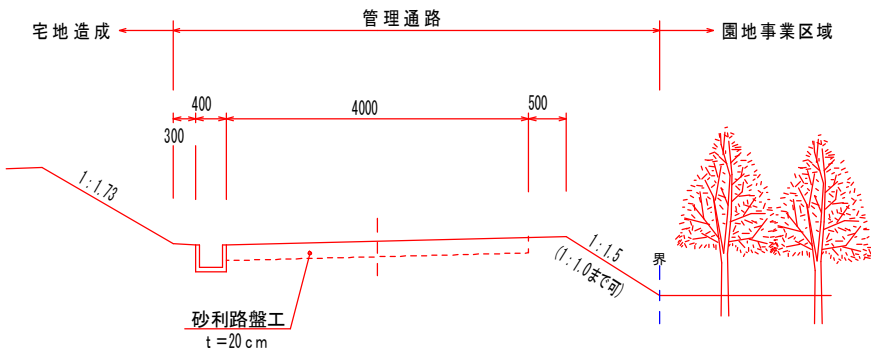 宅地造成
管理通路
園地事業区域
400
4000
500
300
1:1.73
1:1.5
(1:1.0まで可)
界
砂利路盤工
t=20cm